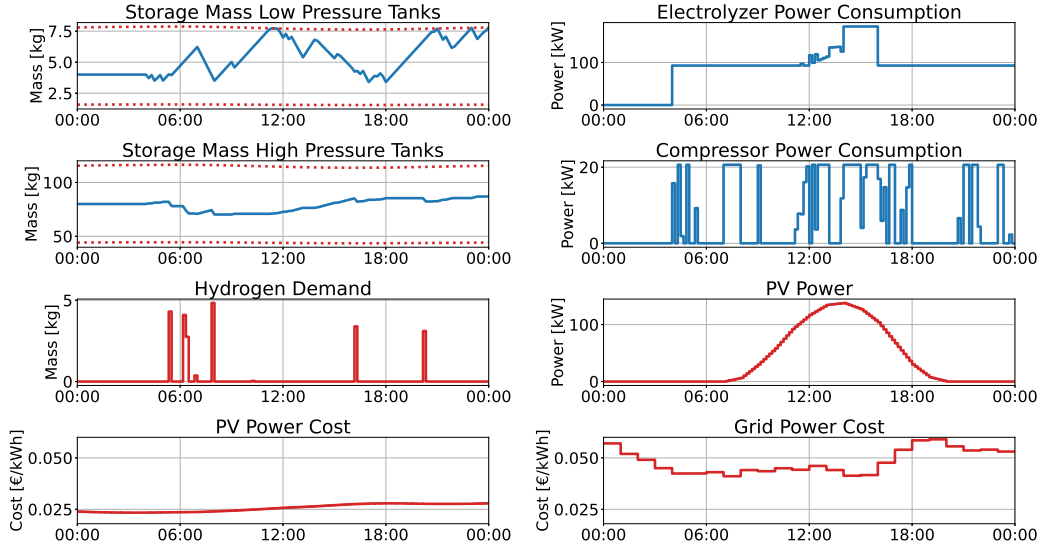 Storage Mass Low Pressure Tanks
Mass [kg]
7.5
5.0
2.5
00:00 06:00 12:00 18:00 00:00
Electrolyzer Power Consumption
Power [kW]
100
0
00:00 06:00 12:00 18:00 00:00
Storage Mass High Pressure Tanks
Mass [kg]
100
50
00:00 06:00 12:00 18:00 00:00
Compressor Power Consumption
Power [kW]
20
0
00:00 06:00 12:00 18:00 00:00
Hydrogen Demand
Mass [kg]
5
0
00:00 06:00 12:00 18:00 00:00
PV Power
Power [kW]
100
0
00:00 06:00 12:00 18:00 00:00
PV Power Cost
Cost [€/kWh]
0.050
0.025
00:00 06:00 12:00 18:00 00:00
Grid Power Cost
Cost [€/kWh]
0.050
0.025
00:00 06:00 12:00 18:00 00:00